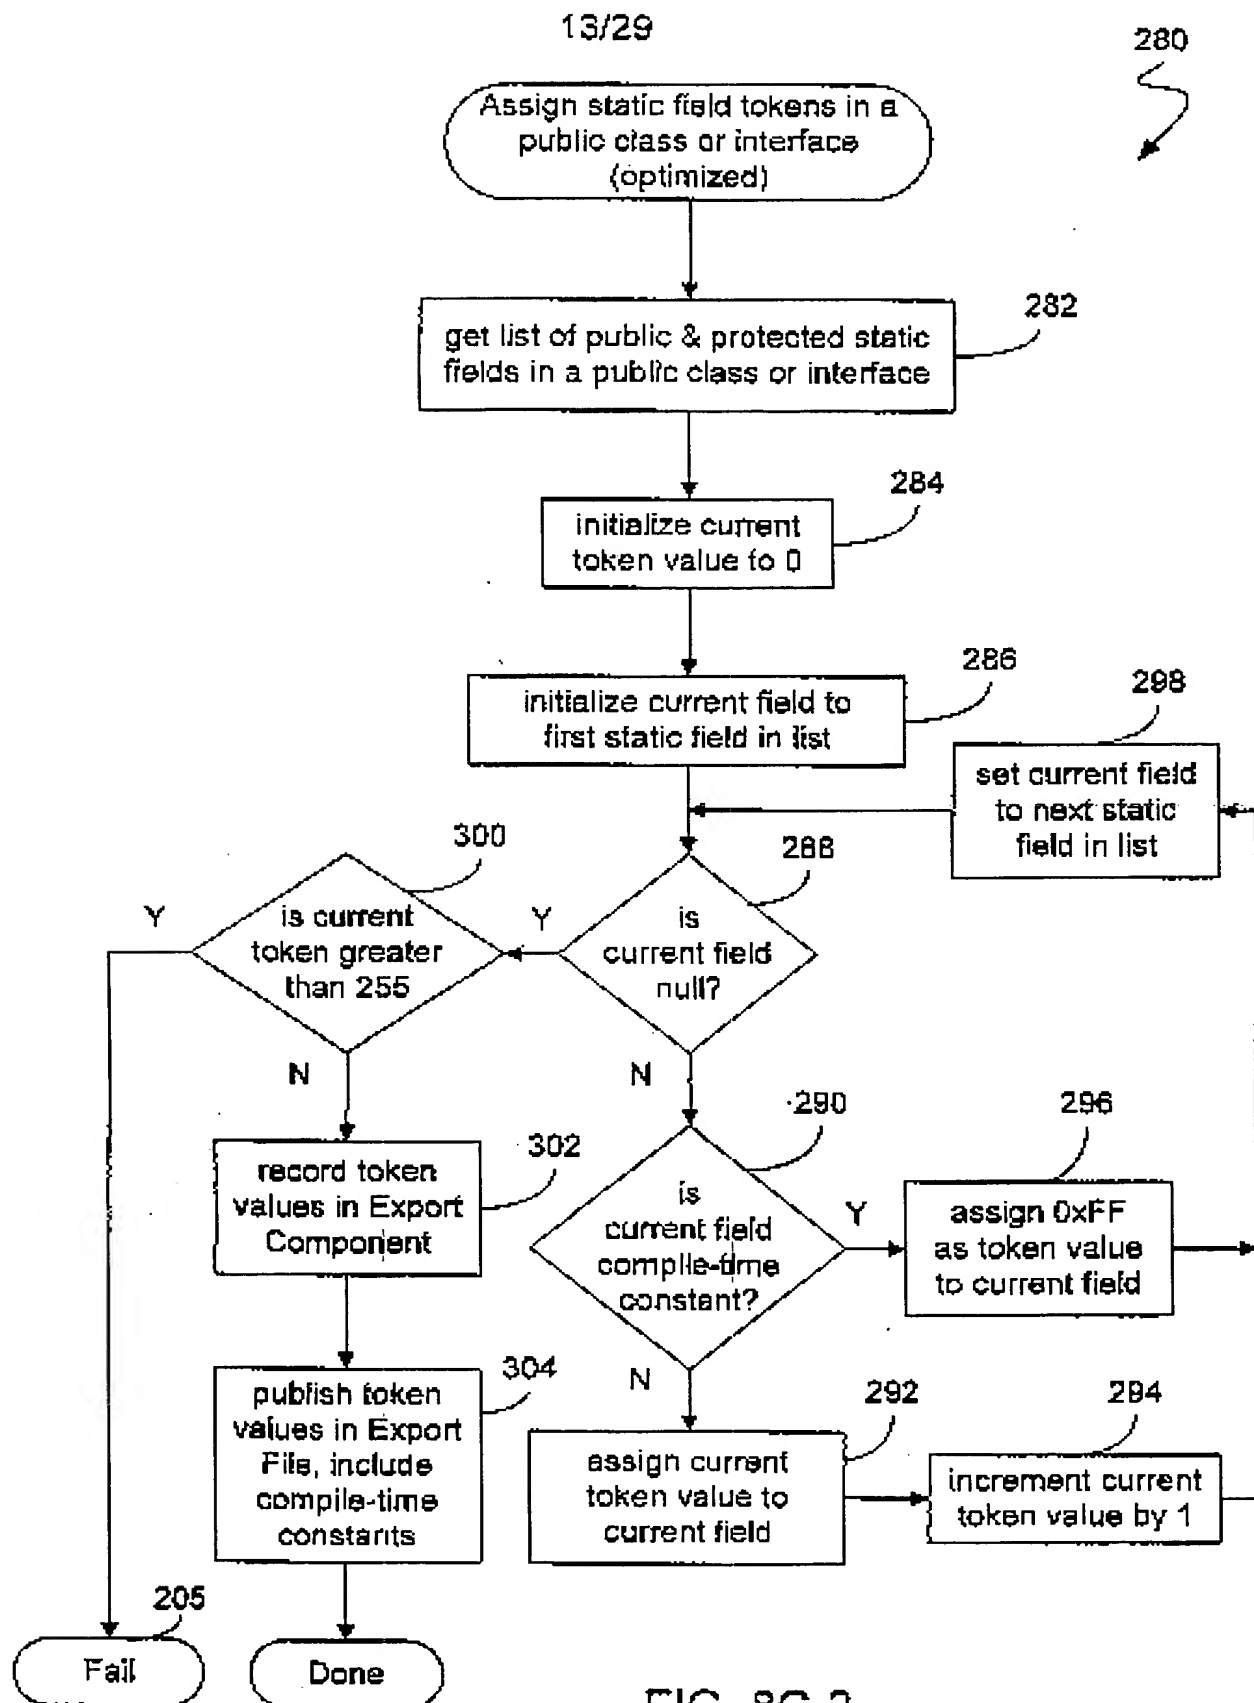 13/29
280
Assign static field tokens in a
public class or interface
(optimized)
282
get list of public & protected static
fields in a public class or interface
284
initialize current
token value to 0
286
initialize current field to
first static field in list
298
set current field
to next static
field in list
300
288
Y
is current
token greater
than 255
Y
is
current field
null?
N
N
290
296
302
record token
values in Export
Component
is
current field
compile-time
constant?
Y
assign 0xFF
as token value
to current field
304
N
292
294
publish token
values in Export
File, include
compile-time
constants
assign current
token value to
current field
increment current
token value by 1
205
Fail
Done
FIG. 8C-2